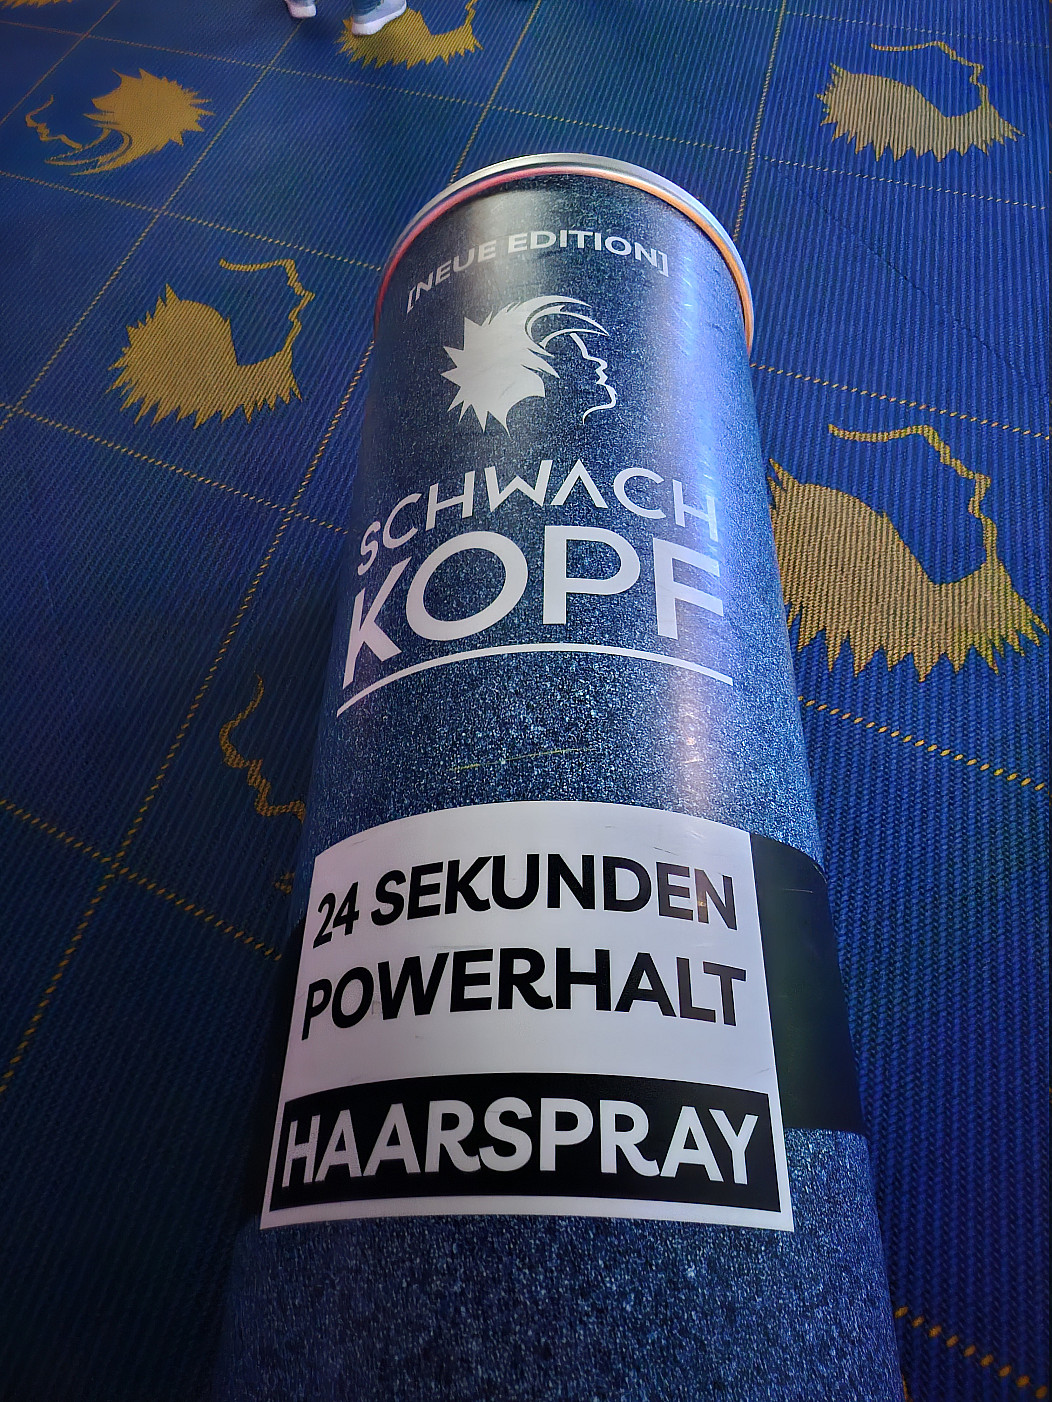 [NEUE EDITION]
SCHWACH
KOPF
24 SEKUNDEN
POWERHALT
HAARSPRAY